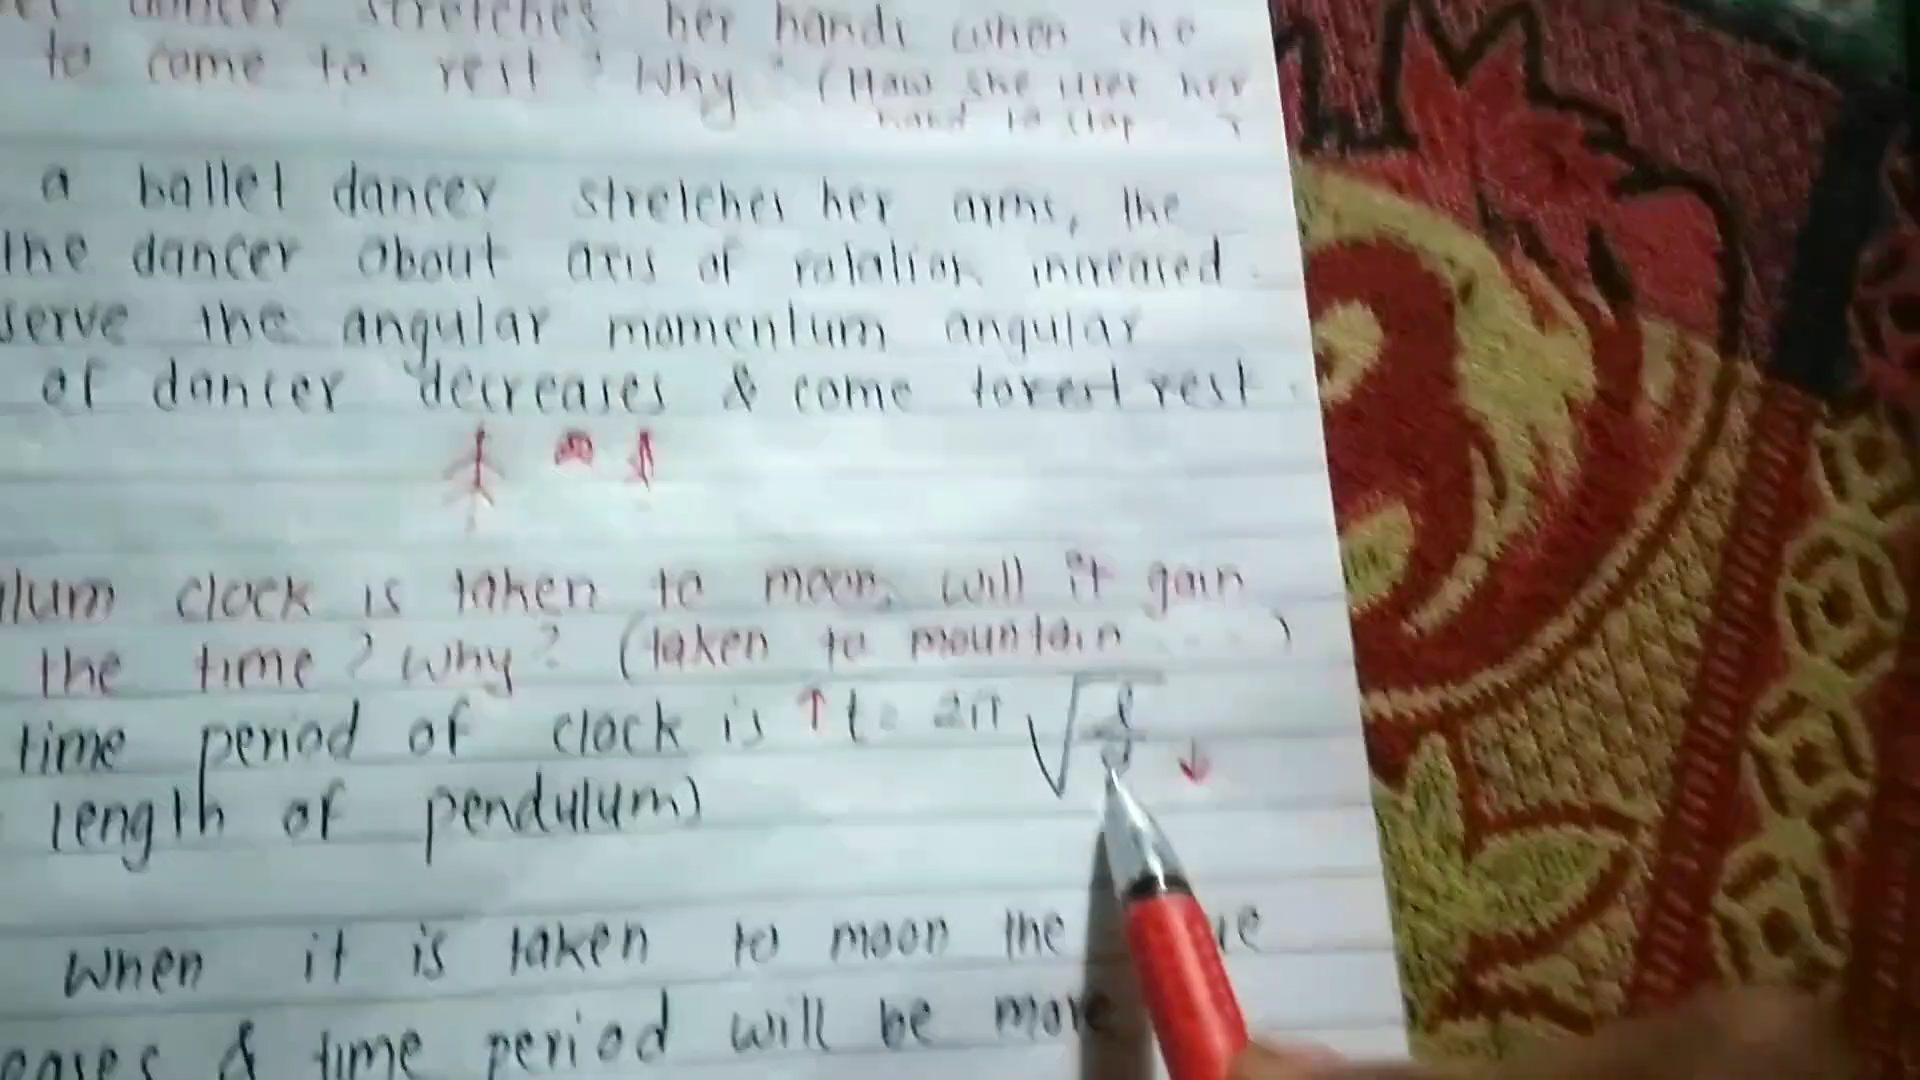 dancer stretches her hands when she
to come to rest ? Why ? (How she uses her
hand to stop ?
a ballet dancer stretches her arms, the
the dancer about axis of rotation increased.
serve the angular momentum angular
of dancer decreases & come to rest rest.
lum clock is taken to moon, will it gain
the time ? Why ? (taken to mountain ...)
time period of clock is ↑ t = 2π √l/g ↓
length of pendulum)
When it is taken to moon the
eases & time period will be more